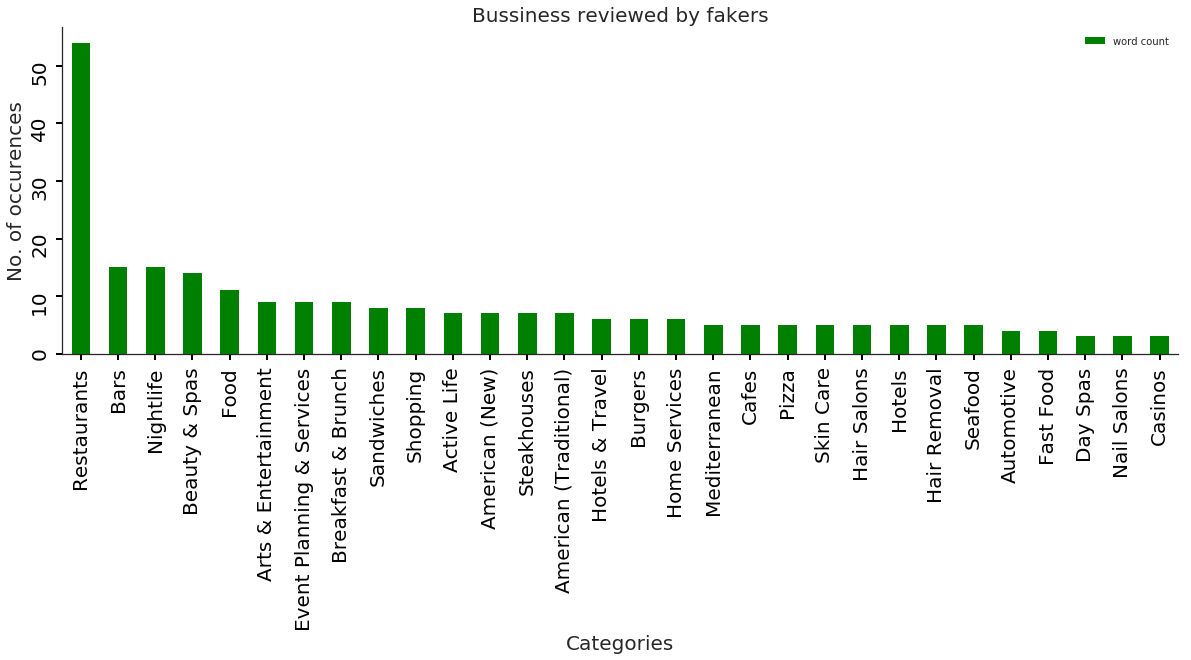 Bussiness reviewed by fakers
word count
No. of occurences
50
40
30
20
10
0
Restaurants
Bars
Nightlife
Beauty & Spas
Food
Arts & Entertainment
Event Planning & Services
Breakfast & Brunch
Sandwiches
Shopping
Active Life
American (New)
Steakhouses
American (Traditional)
Hotels & Travel
Burgers
Home Services
Mediterranean
Cafes
Pizza
Skin Care
Hair Salons
Hotels
Hair Removal
Seafood
Automotive
Fast Food
Day Spas
Nail Salons
Casinos
Categories